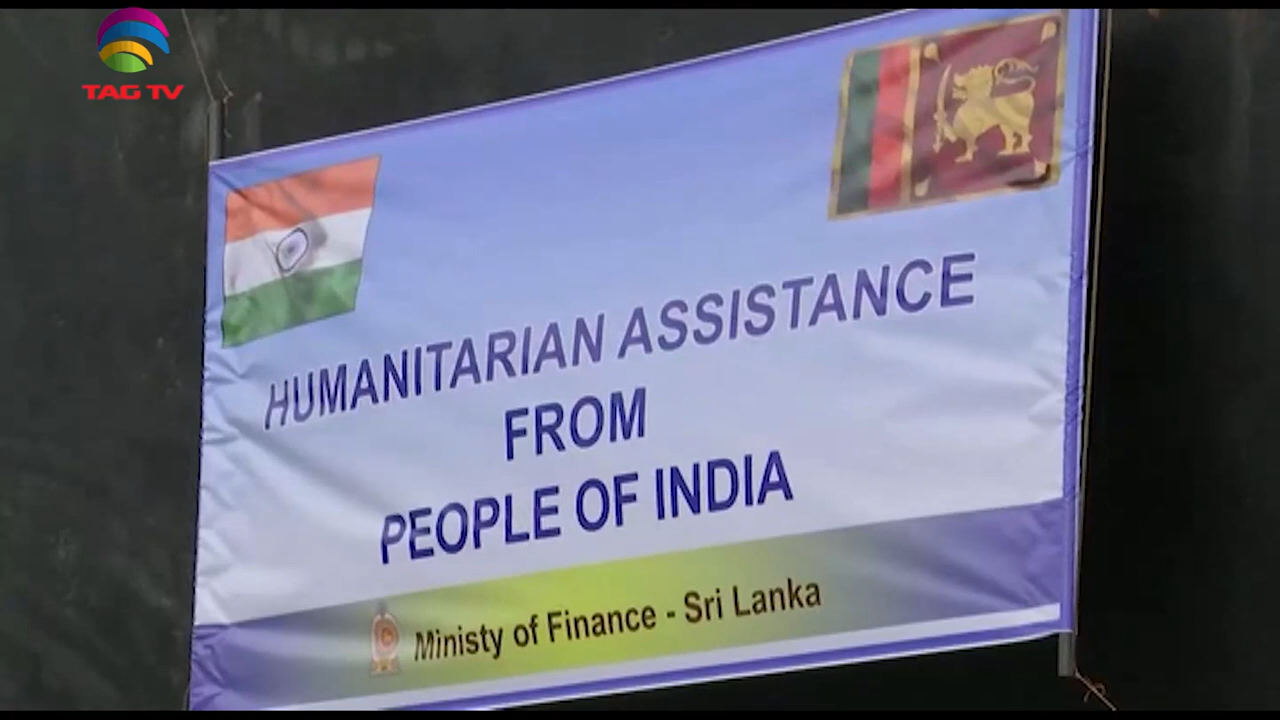 TAG TV
HUMANITARIAN ASSISTANCE
FROM
PEOPLE OF INDIA
Ministy of Finance - Sri Lanka